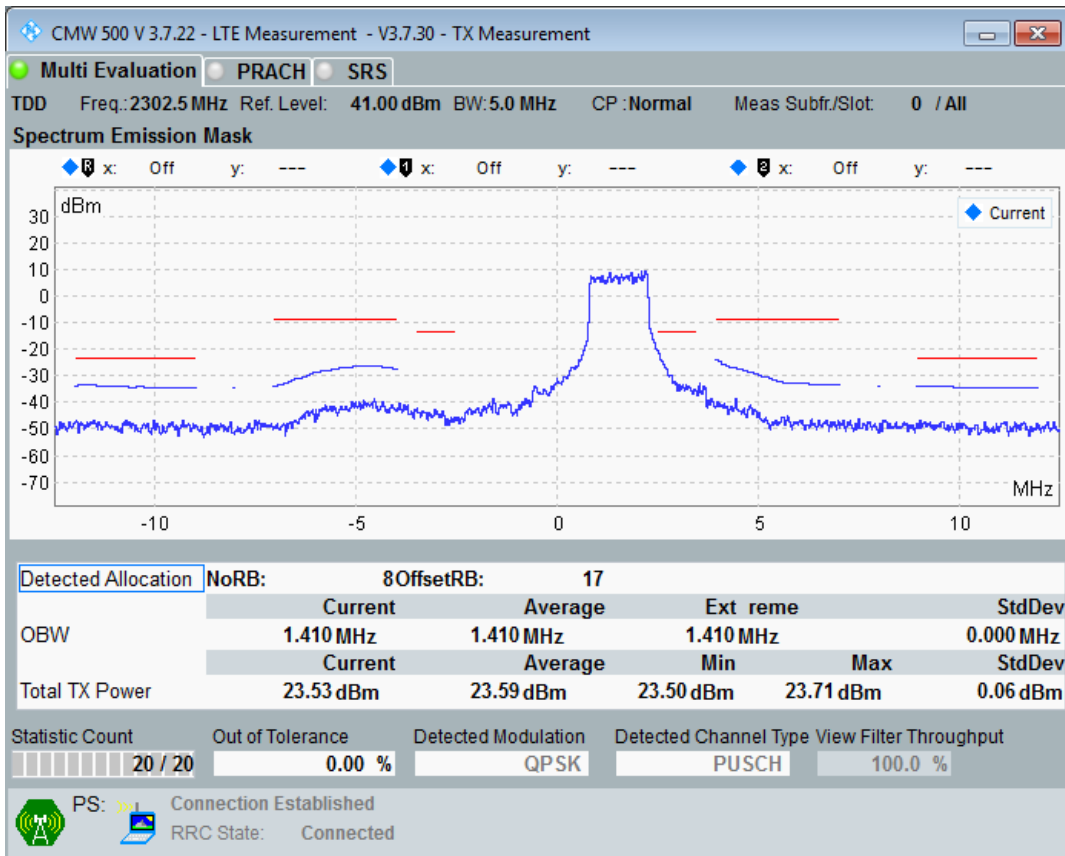 CMW 500 V 3.7.22 - LTE Measurement - V3.7.30 - TX Measurement
Multi Evaluation PRACH SRS
TDD Freq.:2302.5 MHz Ref. Level: 41.00 dBm BW:5.0 MHz CP :Normal Meas Subfr./Slot: 0 / All
Spectrum Emission Mask
R x: Off y: --- 1 x: Off y: --- 2 x: Off y: ---
dBm
Current
30
20
10
0
-10
-20
-30
-40
-50
-60
-70
MHz
-10 -5 0 5 10
Detected Allocation NoRB: 8 OffsetRB: 17
Current Average Ext reme StdDev
OBW 1.410 MHz 1.410 MHz 1.410 MHz 0.000 MHz
Current Average Min Max StdDev
Total TX Power 23.53 dBm 23.59 dBm 23.50 dBm 23.71 dBm 0.06 dBm
Statistic Count Out of Tolerance Detected Modulation Detected Channel Type View Filter Throughput
20 / 20 0.00 % QPSK PUSCH 100.0 %
PS: Connection Established
RRC State: Connected